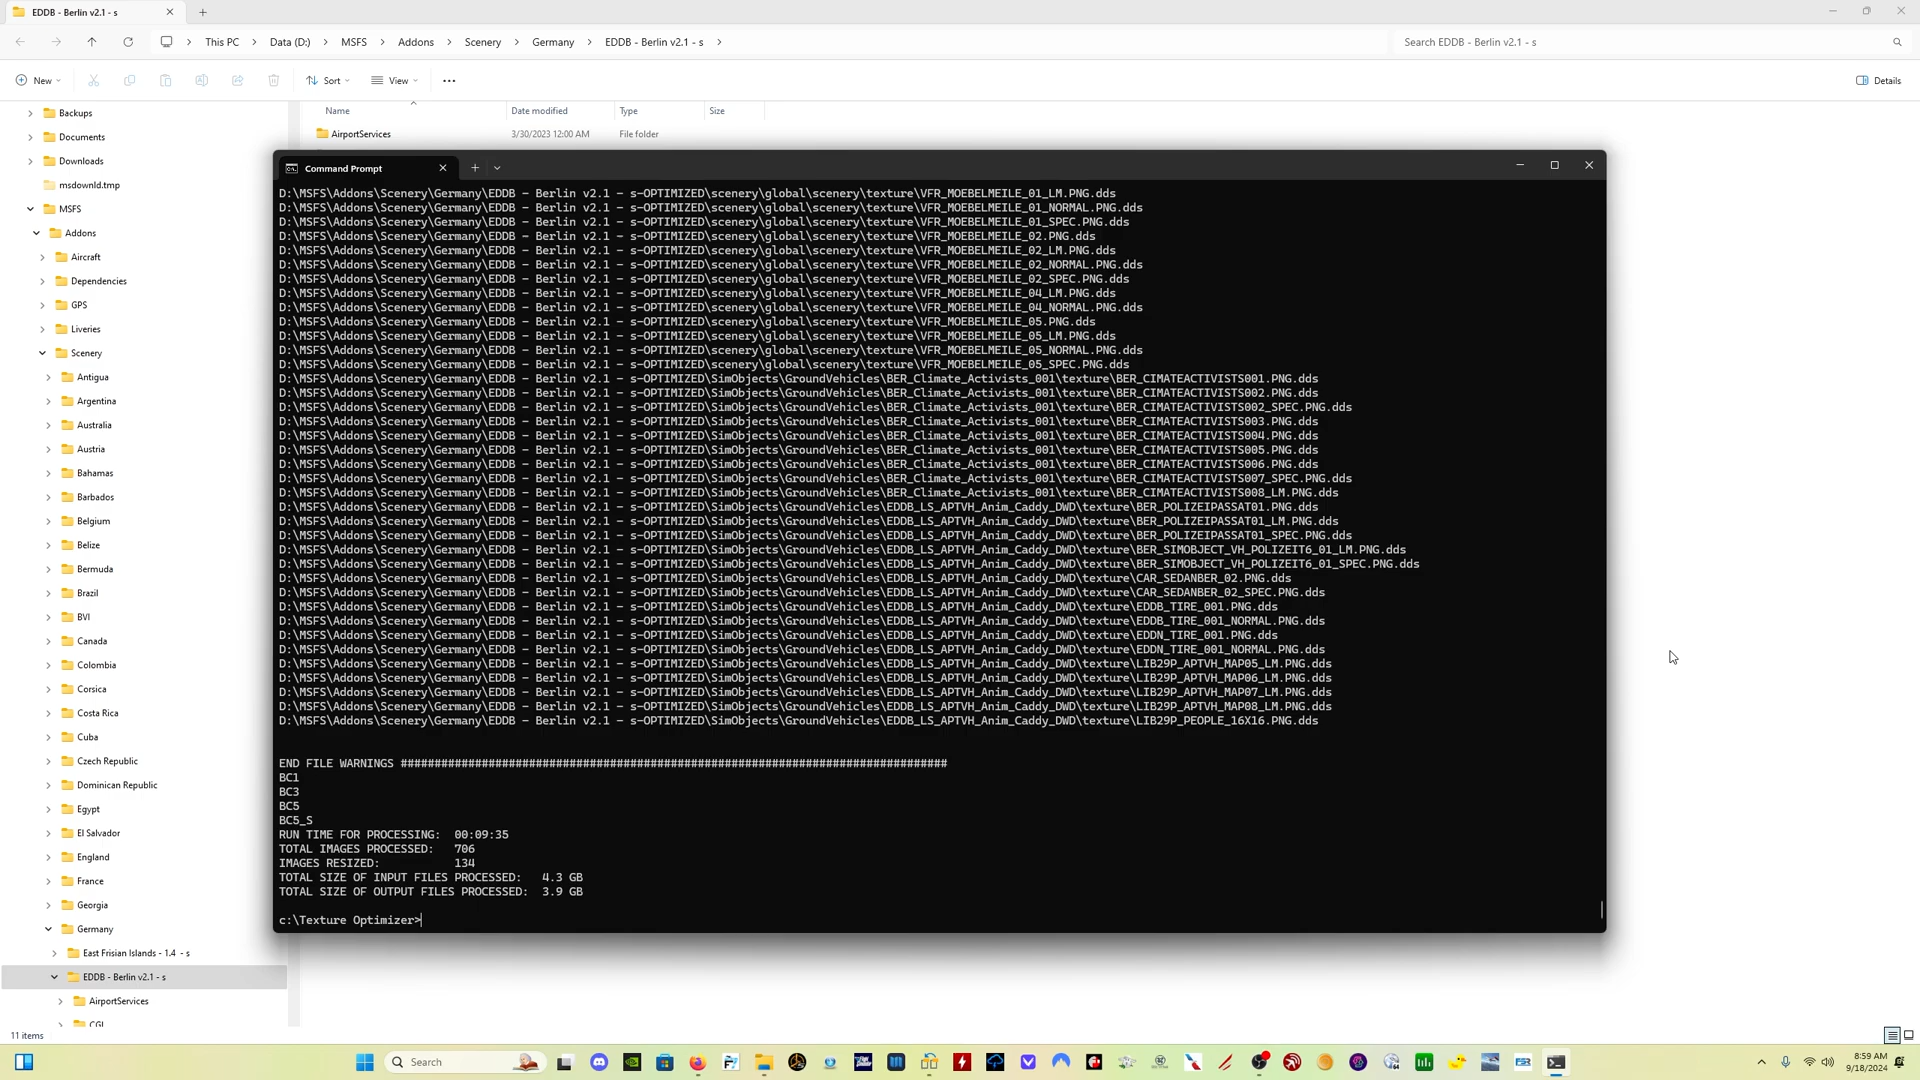 EDDB - Berlin v2.1 - s
This PC
Data (D:)
MSFS
Addons
Scenery
Germany
EDDB - Berlin v2.1 - s
Search EDDB - Berlin v2.1 - s
New
Sort
View
Details
Name
Date modified
Type
Size
AirportServices
3/30/2023 12:00 AM
File folder
Backups
Documents
Downloads
msdownld.tmp
MSFS
Addons
Aircraft
Dependencies
GPS
Liveries
Scenery
Antigua
Argentina
Australia
Austria
Bahamas
Barbados
Belgium
Belize
Bermuda
Brazil
BVI
Canada
Colombia
Corsica
Costa Rica
Cuba
Czech Republic
Dominican Republic
Egypt
El Salvador
England
France
Georgia
Germany
East Frisian Islands - 1.4 - s
EDDB - Berlin v2.1 - s
AirportServices
CGL
11 items
Command Prompt
D:\MSFS\Addons\Scenery\Germany\EDDB - Berlin v2.1 - s-OPTIMIZED\scenery\global\scenery\texture\VFR_MOEBELMEILE_01_LM.PNG.dds
D:\MSFS\Addons\Scenery\Germany\EDDB - Berlin v2.1 - s-OPTIMIZED\scenery\global\scenery\texture\VFR_MOEBELMEILE_01_NORMAL.PNG.dds
D:\MSFS\Addons\Scenery\Germany\EDDB - Berlin v2.1 - s-OPTIMIZED\scenery\global\scenery\texture\VFR_MOEBELMEILE_01_SPEC.PNG.dds
D:\MSFS\Addons\Scenery\Germany\EDDB - Berlin v2.1 - s-OPTIMIZED\scenery\global\scenery\texture\VFR_MOEBELMEILE_02.PNG.dds
D:\MSFS\Addons\Scenery\Germany\EDDB - Berlin v2.1 - s-OPTIMIZED\scenery\global\scenery\texture\VFR_MOEBELMEILE_02_LM.PNG.dds
D:\MSFS\Addons\Scenery\Germany\EDDB - Berlin v2.1 - s-OPTIMIZED\scenery\global\scenery\texture\VFR_MOEBELMEILE_02_NORMAL.PNG.dds
D:\MSFS\Addons\Scenery\Germany\EDDB - Berlin v2.1 - s-OPTIMIZED\scenery\global\scenery\texture\VFR_MOEBELMEILE_02_SPEC.PNG.dds
D:\MSFS\Addons\Scenery\Germany\EDDB - Berlin v2.1 - s-OPTIMIZED\scenery\global\scenery\texture\VFR_MOEBELMEILE_04_LM.PNG.dds
D:\MSFS\Addons\Scenery\Germany\EDDB - Berlin v2.1 - s-OPTIMIZED\scenery\global\scenery\texture\VFR_MOEBELMEILE_04_NORMAL.PNG.dds
D:\MSFS\Addons\Scenery\Germany\EDDB - Berlin v2.1 - s-OPTIMIZED\scenery\global\scenery\texture\VFR_MOEBELMEILE_05.PNG.dds
D:\MSFS\Addons\Scenery\Germany\EDDB - Berlin v2.1 - s-OPTIMIZED\scenery\global\scenery\texture\VFR_MOEBELMEILE_05_LM.PNG.dds
D:\MSFS\Addons\Scenery\Germany\EDDB - Berlin v2.1 - s-OPTIMIZED\scenery\global\scenery\texture\VFR_MOEBELMEILE_05_NORMAL.PNG.dds
D:\MSFS\Addons\Scenery\Germany\EDDB - Berlin v2.1 - s-OPTIMIZED\scenery\global\scenery\texture\VFR_MOEBELMEILE_05_SPEC.PNG.dds
D:\MSFS\Addons\Scenery\Germany\EDDB - Berlin v2.1 - s-OPTIMIZED\SimObjects\GroundVehicles\BER_Climate_Activists_001\texture\BER_CIMATEACTIVISTS001.PNG.dds
D:\MSFS\Addons\Scenery\Germany\EDDB - Berlin v2.1 - s-OPTIMIZED\SimObjects\GroundVehicles\BER_Climate_Activists_001\texture\BER_CIMATEACTIVISTS002.PNG.dds
D:\MSFS\Addons\Scenery\Germany\EDDB - Berlin v2.1 - s-OPTIMIZED\SimObjects\GroundVehicles\BER_Climate_Activists_001\texture\BER_CIMATEACTIVISTS002_SPEC.PNG.dds
D:\MSFS\Addons\Scenery\Germany\EDDB - Berlin v2.1 - s-OPTIMIZED\SimObjects\GroundVehicles\BER_Climate_Activists_001\texture\BER_CIMATEACTIVISTS003.PNG.dds
D:\MSFS\Addons\Scenery\Germany\EDDB - Berlin v2.1 - s-OPTIMIZED\SimObjects\GroundVehicles\BER_Climate_Activists_001\texture\BER_CIMATEACTIVISTS004.PNG.dds
D:\MSFS\Addons\Scenery\Germany\EDDB - Berlin v2.1 - s-OPTIMIZED\SimObjects\GroundVehicles\BER_Climate_Activists_001\texture\BER_CIMATEACTIVISTS005.PNG.dds
D:\MSFS\Addons\Scenery\Germany\EDDB - Berlin v2.1 - s-OPTIMIZED\SimObjects\GroundVehicles\BER_Climate_Activists_001\texture\BER_CIMATEACTIVISTS006.PNG.dds
D:\MSFS\Addons\Scenery\Germany\EDDB - Berlin v2.1 - s-OPTIMIZED\SimObjects\GroundVehicles\BER_Climate_Activists_001\texture\BER_CIMATEACTIVISTS007_SPEC.PNG.dds
D:\MSFS\Addons\Scenery\Germany\EDDB - Berlin v2.1 - s-OPTIMIZED\SimObjects\GroundVehicles\BER_Climate_Activists_001\texture\BER_CIMATEACTIVISTS008_LM.PNG.dds
D:\MSFS\Addons\Scenery\Germany\EDDB - Berlin v2.1 - s-OPTIMIZED\SimObjects\GroundVehicles\EDDB_LS_APTVH_Anim_Caddy_DWD\texture\BER_POLIZEIPASSAT01.PNG.dds
D:\MSFS\Addons\Scenery\Germany\EDDB - Berlin v2.1 - s-OPTIMIZED\SimObjects\GroundVehicles\EDDB_LS_APTVH_Anim_Caddy_DWD\texture\BER_POLIZEIPASSAT01_LM.PNG.dds
D:\MSFS\Addons\Scenery\Germany\EDDB - Berlin v2.1 - s-OPTIMIZED\SimObjects\GroundVehicles\EDDB_LS_APTVH_Anim_Caddy_DWD\texture\BER_POLIZEIPASSAT01_SPEC.PNG.dds
D:\MSFS\Addons\Scenery\Germany\EDDB - Berlin v2.1 - s-OPTIMIZED\SimObjects\GroundVehicles\EDDB_LS_APTVH_Anim_Caddy_DWD\texture\BER_SIMOBJECT_VH_POLIZEIT6_01_LM.PNG.dds
D:\MSFS\Addons\Scenery\Germany\EDDB - Berlin v2.1 - s-OPTIMIZED\SimObjects\GroundVehicles\EDDB_LS_APTVH_Anim_Caddy_DWD\texture\BER_SIMOBJECT_VH_POLIZEIT6_01_SPEC.PNG.dds
D:\MSFS\Addons\Scenery\Germany\EDDB - Berlin v2.1 - s-OPTIMIZED\SimObjects\GroundVehicles\EDDB_LS_APTVH_Anim_Caddy_DWD\texture\CAR_SEDANBER_02.PNG.dds
D:\MSFS\Addons\Scenery\Germany\EDDB - Berlin v2.1 - s-OPTIMIZED\SimObjects\GroundVehicles\EDDB_LS_APTVH_Anim_Caddy_DWD\texture\CAR_SEDANBER_02_SPEC.PNG.dds
D:\MSFS\Addons\Scenery\Germany\EDDB - Berlin v2.1 - s-OPTIMIZED\SimObjects\GroundVehicles\EDDB_LS_APTVH_Anim_Caddy_DWD\texture\EDDB_TIRE_001.PNG.dds
D:\MSFS\Addons\Scenery\Germany\EDDB - Berlin v2.1 - s-OPTIMIZED\SimObjects\GroundVehicles\EDDB_LS_APTVH_Anim_Caddy_DWD\texture\EDDB_TIRE_001_NORMAL.PNG.dds
D:\MSFS\Addons\Scenery\Germany\EDDB - Berlin v2.1 - s-OPTIMIZED\SimObjects\GroundVehicles\EDDB_LS_APTVH_Anim_Caddy_DWD\texture\EDDN_TIRE_001.PNG.dds
D:\MSFS\Addons\Scenery\Germany\EDDB - Berlin v2.1 - s-OPTIMIZED\SimObjects\GroundVehicles\EDDB_LS_APTVH_Anim_Caddy_DWD\texture\EDDN_TIRE_001_NORMAL.PNG.dds
D:\MSFS\Addons\Scenery\Germany\EDDB - Berlin v2.1 - s-OPTIMIZED\SimObjects\GroundVehicles\EDDB_LS_APTVH_Anim_Caddy_DWD\texture\LIB29P_APTVH_MAP05_LM.PNG.dds
D:\MSFS\Addons\Scenery\Germany\EDDB - Berlin v2.1 - s-OPTIMIZED\SimObjects\GroundVehicles\EDDB_LS_APTVH_Anim_Caddy_DWD\texture\LIB29P_APTVH_MAP06_LM.PNG.dds
D:\MSFS\Addons\Scenery\Germany\EDDB - Berlin v2.1 - s-OPTIMIZED\SimObjects\GroundVehicles\EDDB_LS_APTVH_Anim_Caddy_DWD\texture\LIB29P_APTVH_MAP07_LM.PNG.dds
D:\MSFS\Addons\Scenery\Germany\EDDB - Berlin v2.1 - s-OPTIMIZED\SimObjects\GroundVehicles\EDDB_LS_APTVH_Anim_Caddy_DWD\texture\LIB29P_APTVH_MAP08_LM.PNG.dds
D:\MSFS\Addons\Scenery\Germany\EDDB - Berlin v2.1 - s-OPTIMIZED\SimObjects\GroundVehicles\EDDB_LS_APTVH_Anim_Caddy_DWD\texture\LIB29P_PEOPLE_16X16.PNG.dds
END FILE WARNINGS #################################################################################
BC1
BC3
BC5
BC5_S
RUN TIME FOR PROCESSING: 00:09:35
TOTAL IMAGES PROCESSED: 706
IMAGES RESIZED: 134
TOTAL SIZE OF INPUT FILES PROCESSED: 4.3 GB
TOTAL SIZE OF OUTPUT FILES PROCESSED: 3.9 GB
c:\Texture Optimizer>
Search
8:59 AM
9/18/2024